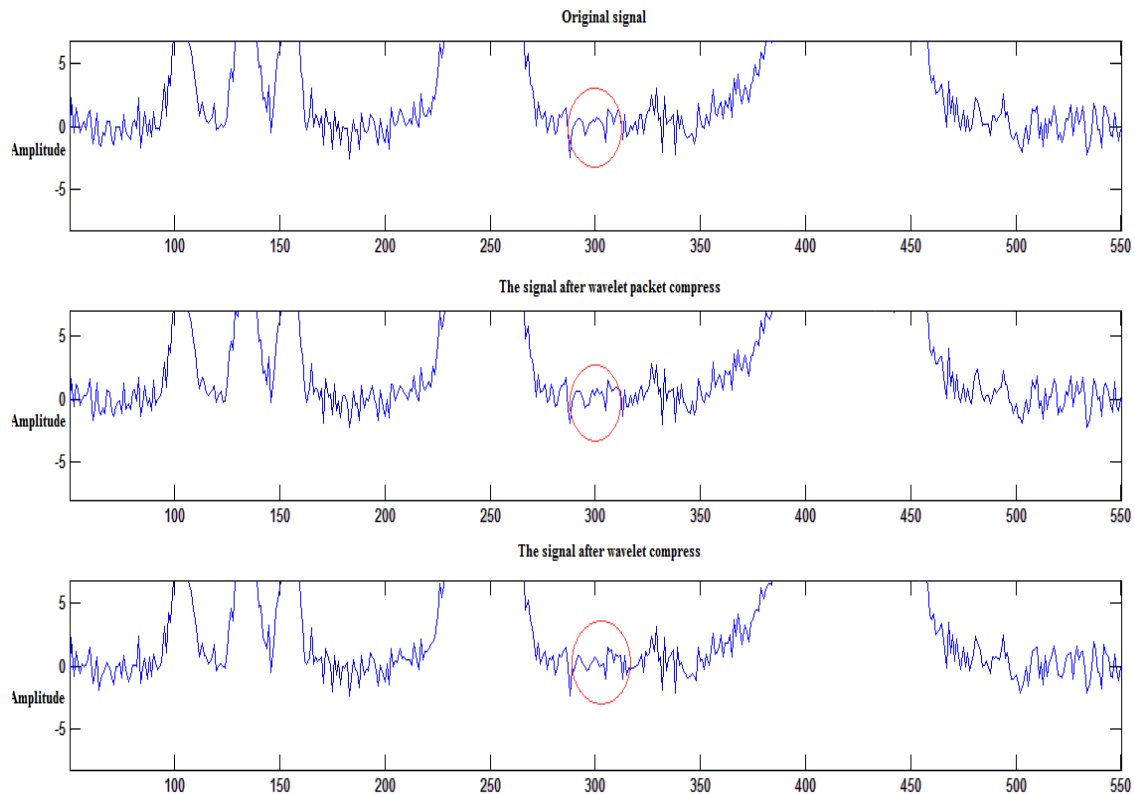 Original signal
5
0
Amplitude
-5
100 150 200 250 300 350 400 450 500 550
The signal after wavelet packet compress
5
0
Amplitude
-5
100 150 200 250 300 350 400 450 500 550
The signal after wavelet compress
5
0
Amplitude
-5
100 150 200 250 300 350 400 450 500 550